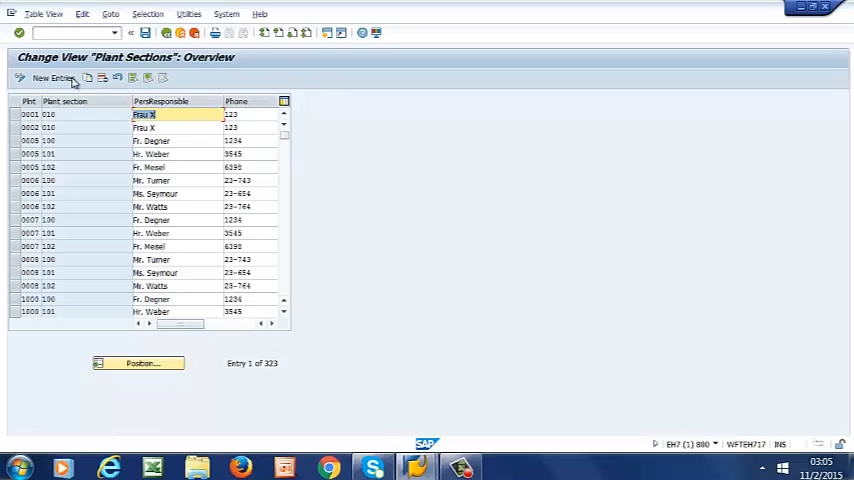 Table View Edit Goto Selection Utilities System Help
Change View "Plant Sections": Overview
New Entries
Plnt Plant section PersResponsible Phone
0001 010 Frau X 123
0002 010 Frau X 123
0005 100 Fr. Degner 1234
0005 101 Hr. Weber 3545
0005 102 Fr. Meisel 6398
0006 100 Mr. Turner 23-743
0006 101 Ms. Seymour 23-654
0006 102 Mr. Watts 23-764
0007 100 Fr. Degner 1234
0007 101 Hr. Weber 3545
0007 102 Fr. Meisel 6398
0008 100 Mr. Turner 23-743
0008 101 Ms. Seymour 23-654
0008 102 Mr. Watts 23-764
1000 100 Fr. Degner 1234
1000 101 Hr. Weber 3545
Position... Entry 1 of 323
SAP
EH7 (1) 800 WFTEH717 INS
03:05
11/2/2015